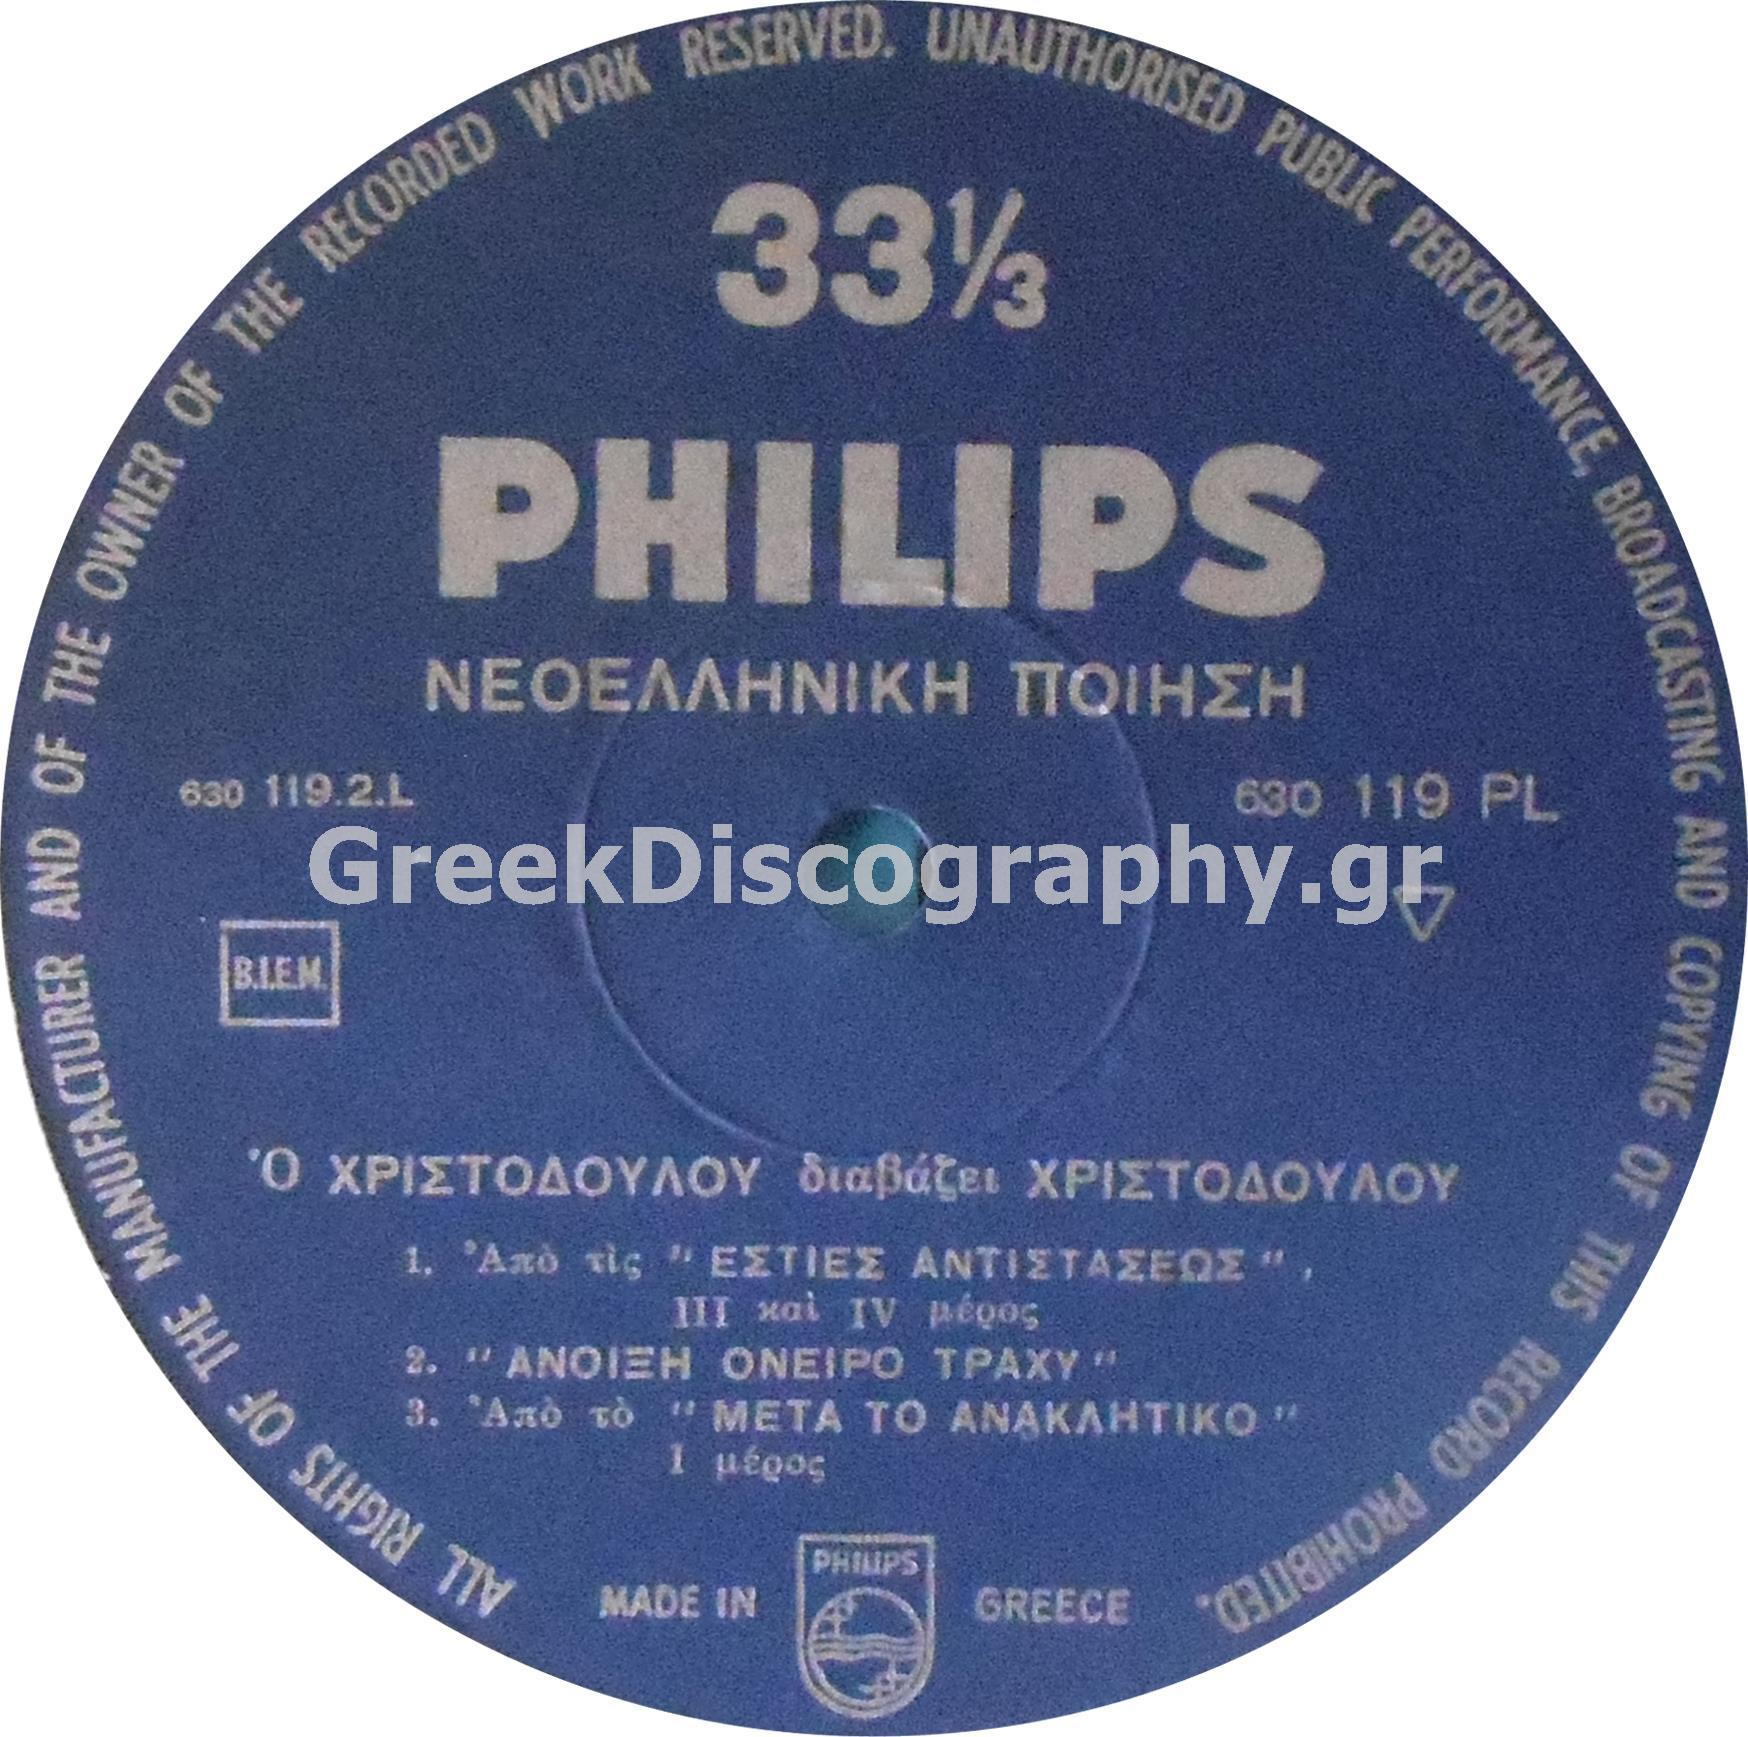 ALL RIGHTS OF THE MANUFACTURER AND OF THE OWNER OF THE RECORDED WORK RESERVED. UNAUTHORISED PUBLIC PERFORMANCE, BROADCASTING AND COPYING OF THIS RECORD PROHIBITED.
33⅓
PHILIPS
ΝΕΟΕΛΛΗΝΙΚΗ ΠΟΙΗΣΗ
630 119.2.L
630 119 PL
GreekDiscography.gr
B.I.E.M.
Ὁ ΧΡΙΣΤΟΔΟΥΛΟΥ διαβάζει ΧΡΙΣΤΟΔΟΥΛΟΥ
1. Ἀπὸ τὶς "ΕΣΤΙΕΣ ΑΝΤΙΣΤΑΣΕΩΣ",
III καὶ IV μέρος
2. "ΑΝΟΙΞΗ ΟΝΕΙΡΟ ΤΡΑΧΥ"
3. Ἀπὸ τὸ "ΜΕΤΑ ΤΟ ΑΝΑΚΛΗΤΙΚΟ"
I μέρος
PHILIPS
MADE IN GREECE